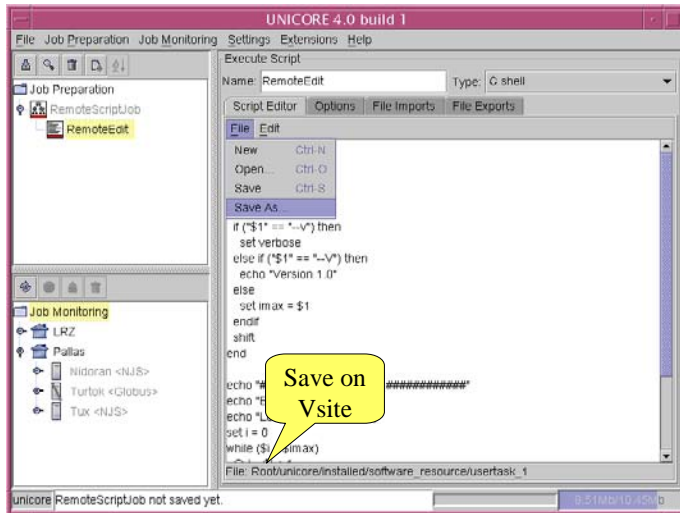 UNICORE 4.0 build 1
File Job Preparation Job Monitoring Settings Extensions Help
Job Preparation
RemoteScriptJob
RemoteEdit
Execute Script
Name: RemoteEdit Type: C shell
Script Editor Options File Imports File Exports
File Edit
New Ctrl-N
Open... Ctrl-O
Save Ctrl-S
Save As...
if ("$1" == "--v") then
set verbose
else if ("$1" == "--V") then
echo "Version 1.0"
else
set imax = $1
endif
shift
end
echo "# ############"
echo
echo
set i = 0
while ($i $imax)
File: Root/unicore/installed/software_resource/usertask_1
Save on
Vsite
Job Monitoring
LRZ
Pallas
Nidoran <NJS>
Turtok <Globus>
Tux <NJS>
unicore RemoteScriptJob not saved yet.
9.51Mb/10.45Mb